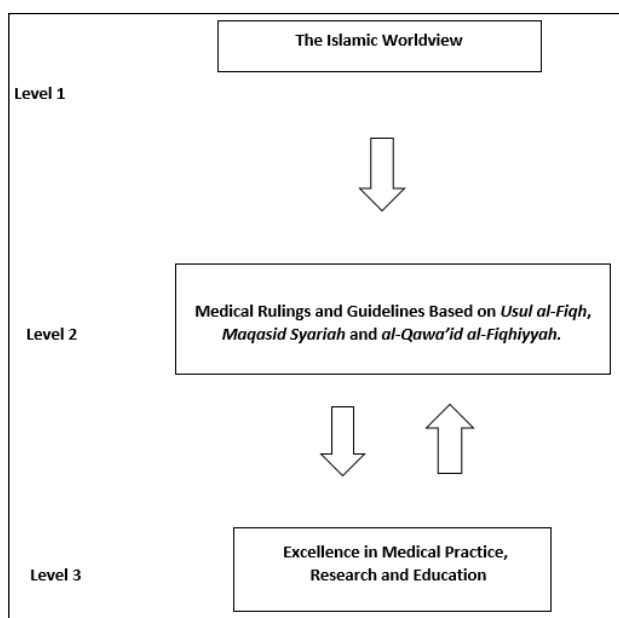 The Islamic Worldview
Level 1
Medical Rulings and Guidelines Based on Usul al-Fiqh,
Maqasid Syariah and al-Qawa’id al-Fiqhiyyah.
Level 2
Excellence in Medical Practice,
Research and Education
Level 3